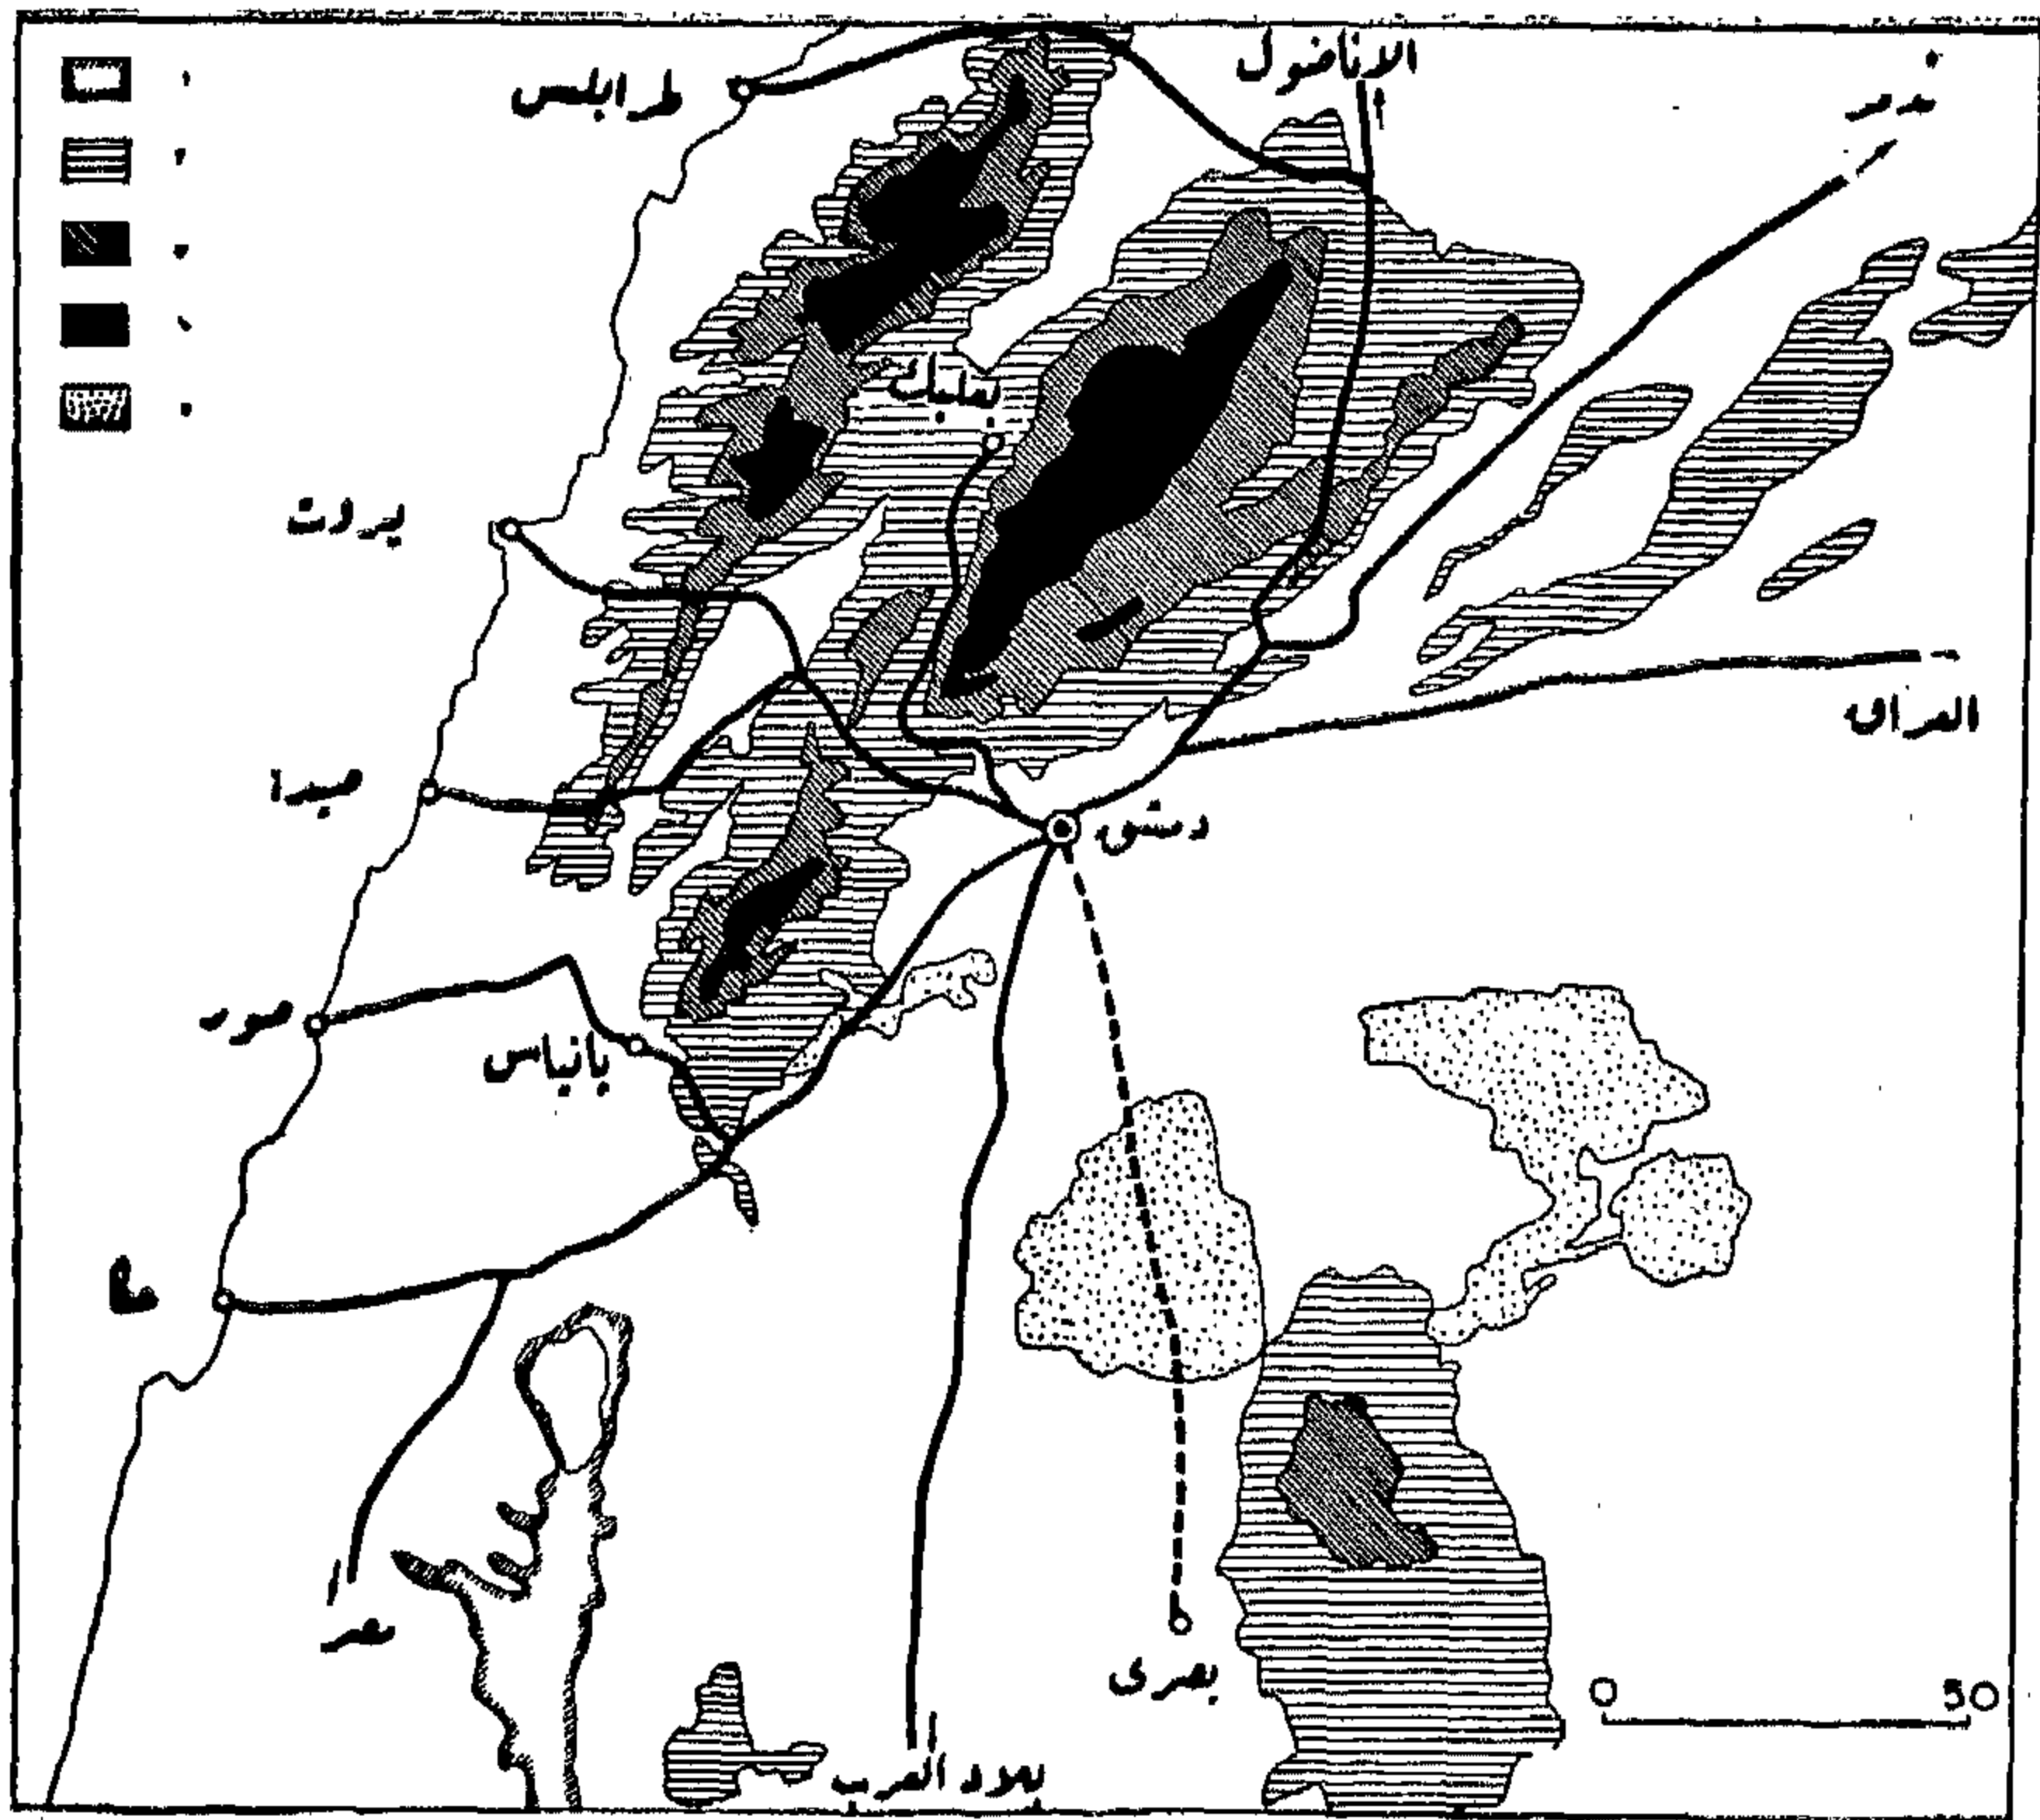 الاناضول
تدمر
طرابلس
بعلبك
بيروت
العراق
صيدا
دمشق
صور
بانياس
عكا
مصر
بصرى
0 50
بلاد العرب